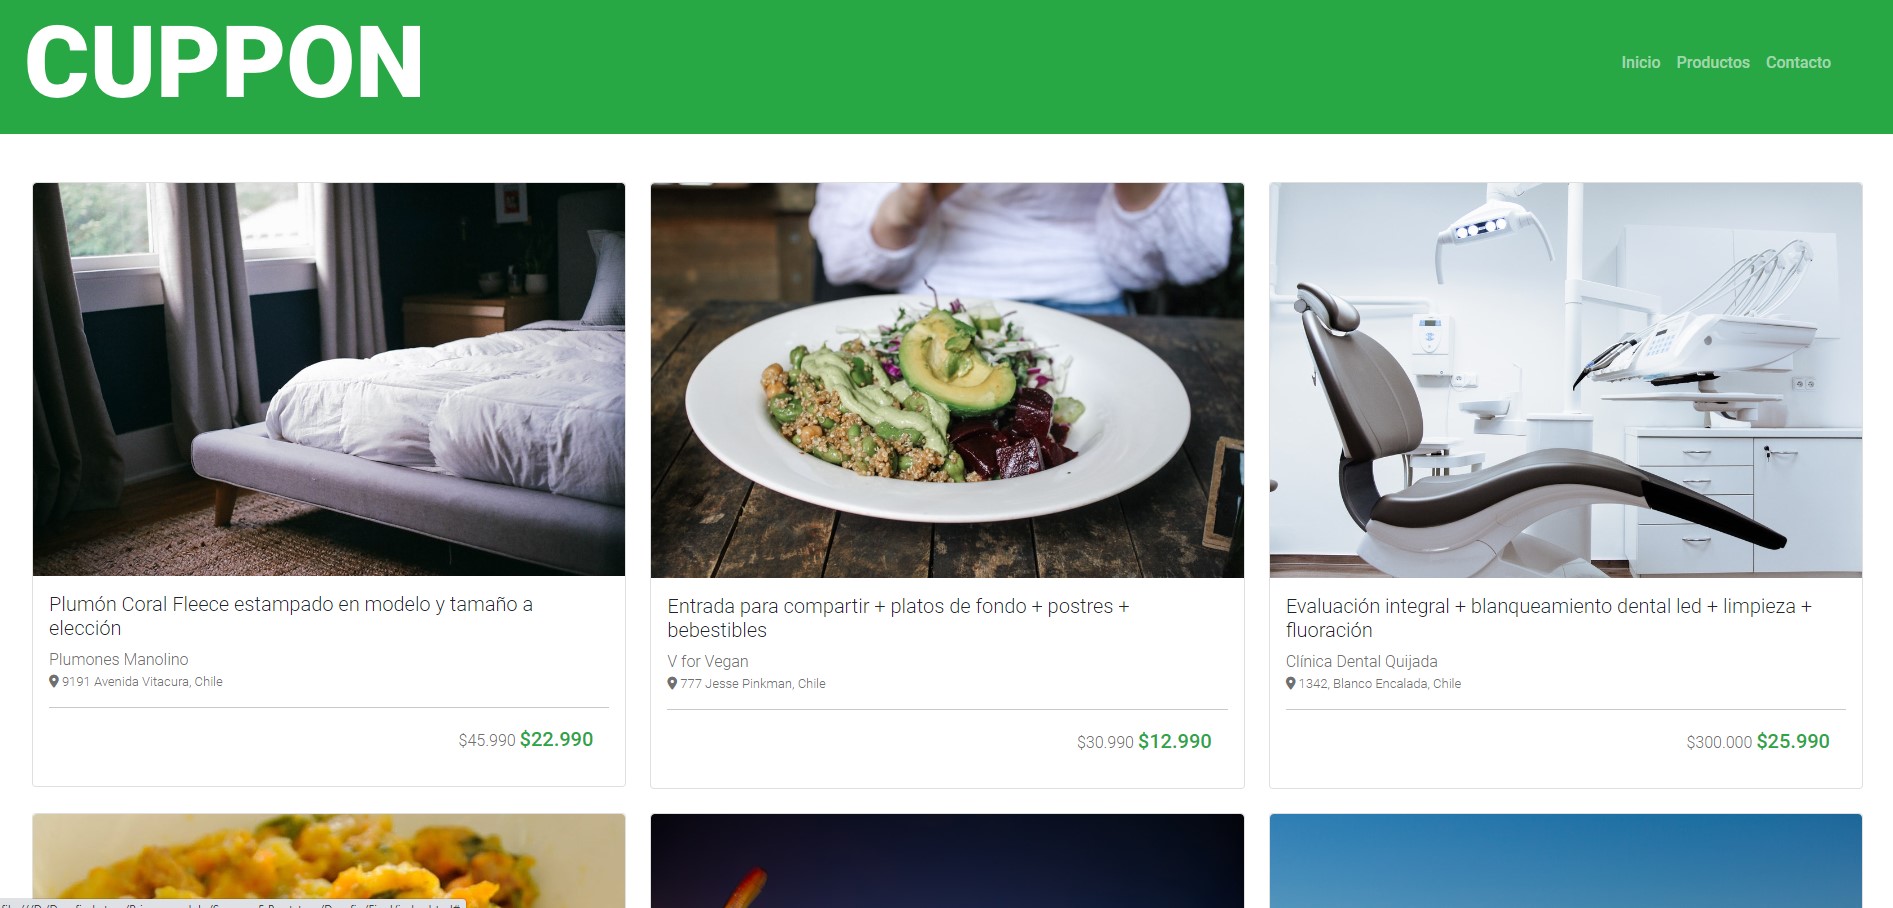 CUPPON
Inicio Productos Contacto
Plumón Coral Fleece estampado en modelo y tamaño a
elección
Plumones Manolino
9191 Avenida Vitacura, Chile
$45.990 $22.990
Entrada para compartir + platos de fondo + postres +
bebestibles
V for Vegan
777 Jesse Pinkman, Chile
$30.990 $12.990
Evaluación integral + blanqueamiento dental led + limpieza +
fluoración
Clínica Dental Quijada
1342, Blanco Encalada, Chile
$300.000 $25.990